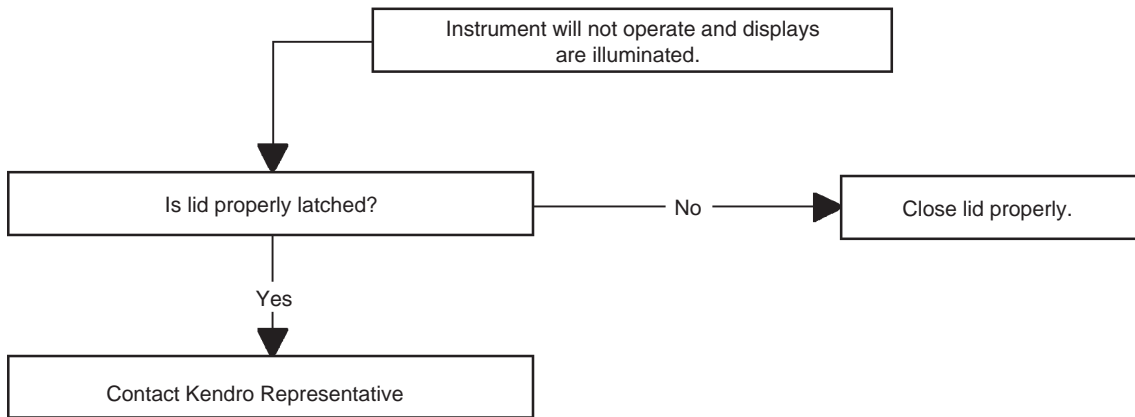 Instrument will not operate and displays
are illuminated.
Is lid properly latched?
No
Close lid properly.
Yes
Contact Kendro Representative